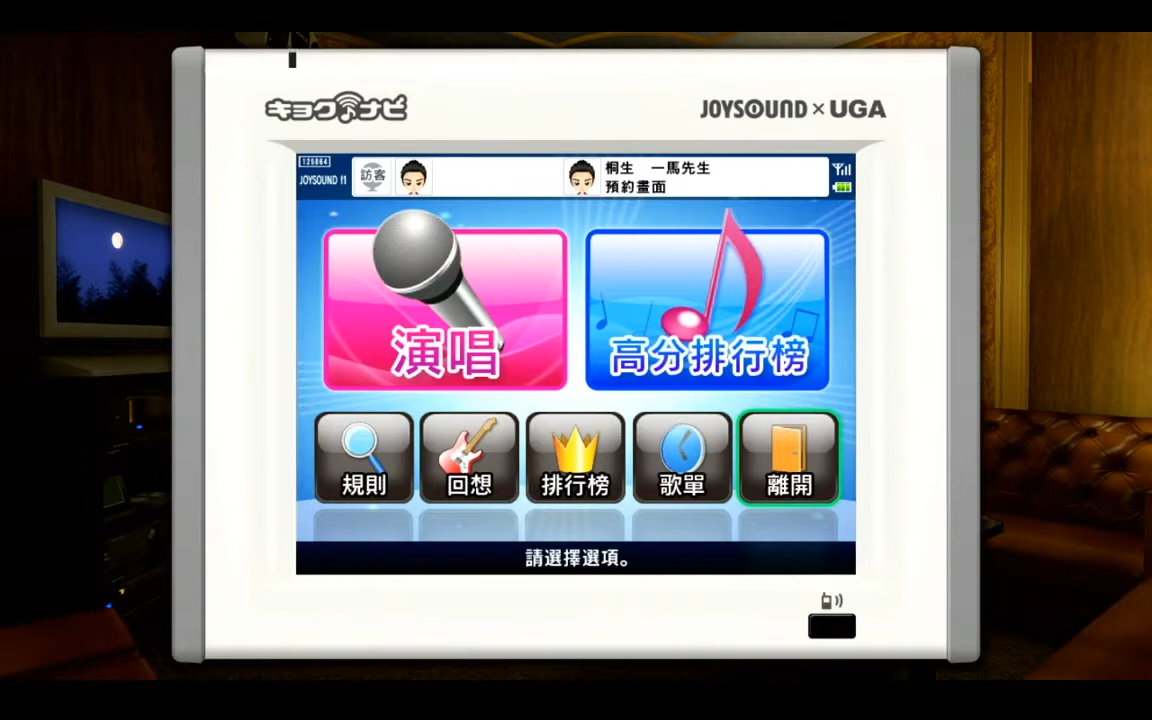 キョクナビ
JOYSOUND×UGA
125864
JOYSOUND f1
訪客
桐生　一馬先生
預約畫面
演唱
高分排行榜
規則
回想
排行榜
歌單
離開
請選擇選項。